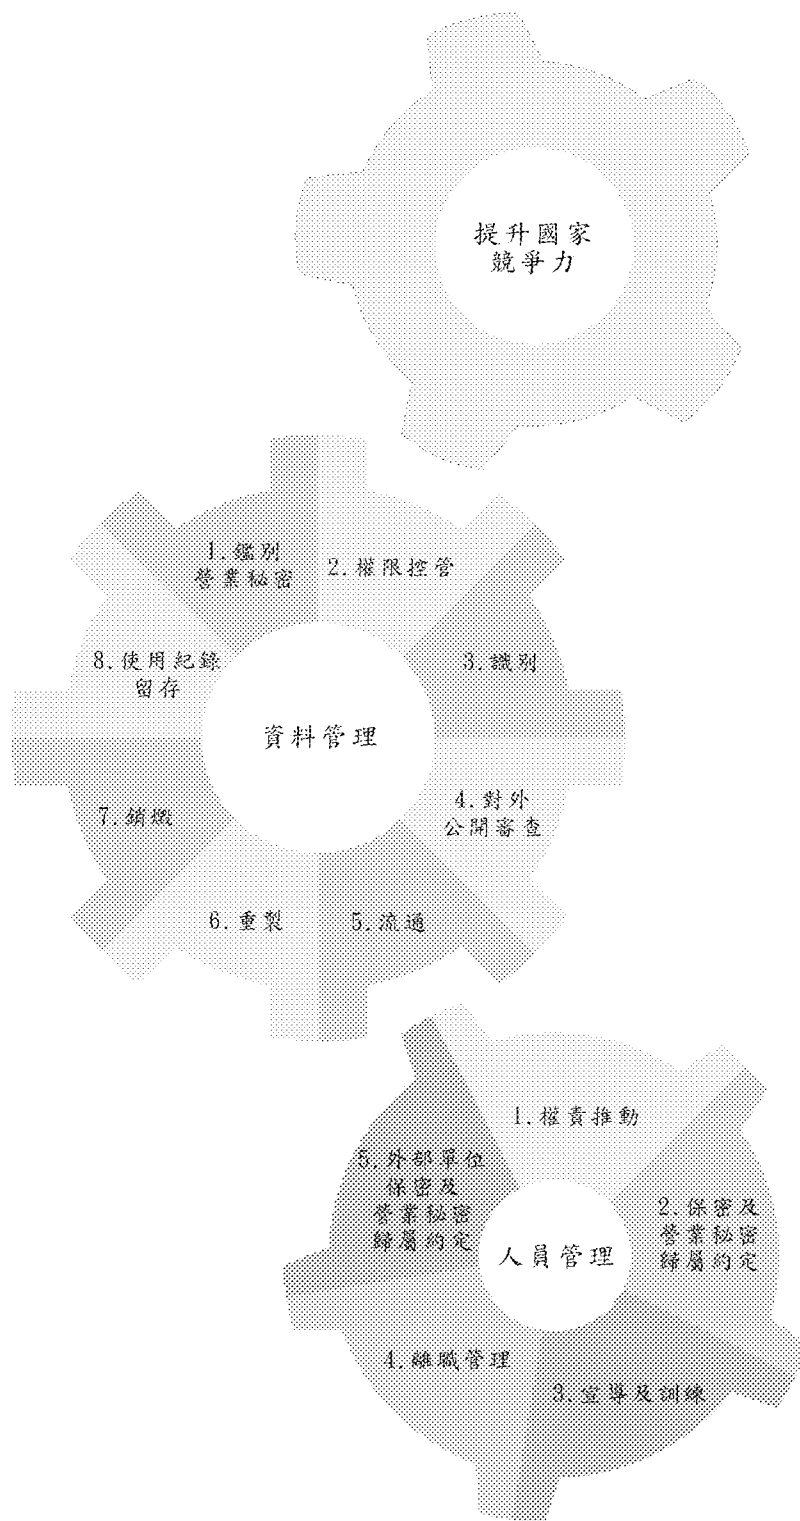 提升國家
競爭力
1.鑑別
營業秘密
2.權限控管
3.識別
4.對外
公開審查
5.流通
6.重製
7.銷燬
8.使用紀錄
留存
資料管理
1.權責推動
2.保密及
營業秘密
歸屬約定
3.宣導及訓練
4.離職管理
5.外部單位
保密及
營業秘密
歸屬約定
人員管理